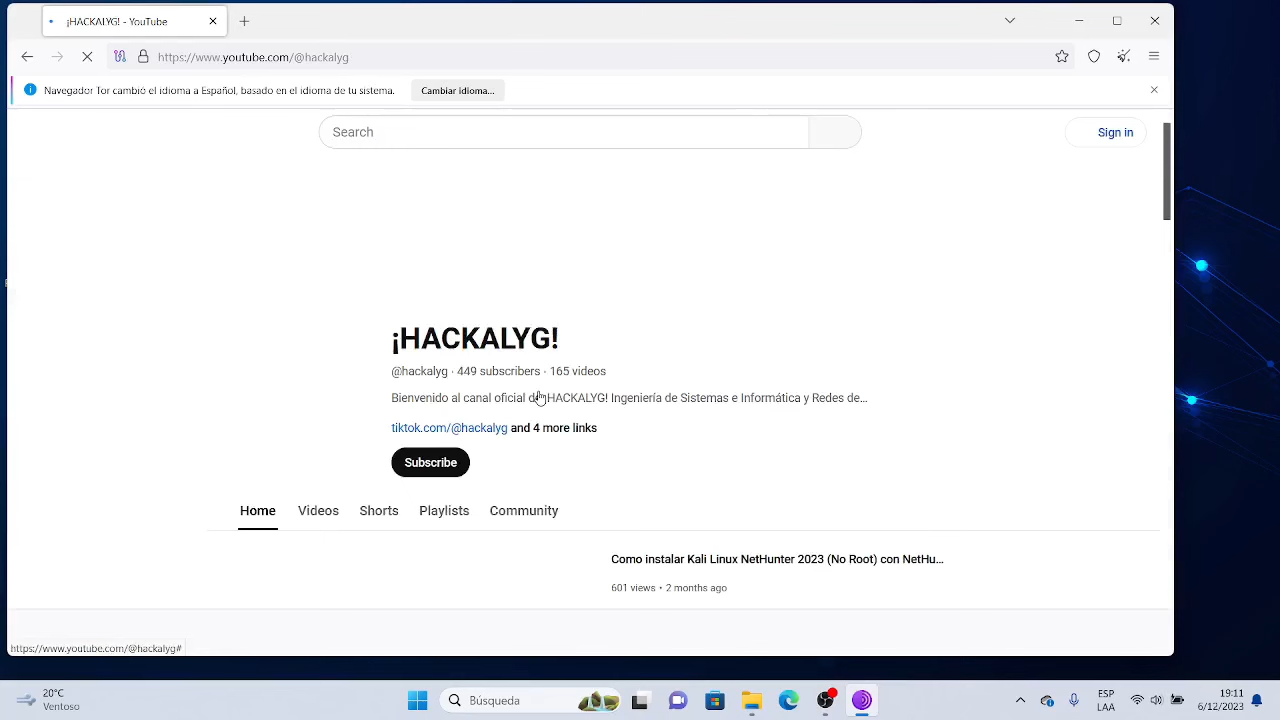 ¡HACKALYG! - YouTube
https://www.youtube.com/@hackalyg
Navegador Tor cambió el idioma a Español, basado en el idioma de tu sistema.
Cambiar idioma...
Search
Sign in
¡HACKALYG!
@hackalyg · 449 subscribers · 165 videos
Bienvenido al canal oficial de HACKALYG! Ingeniería de Sistemas e Informática y Redes de...
tiktok.com/@hackalyg and 4 more links
Subscribe
Home Videos Shorts Playlists Community
Como instalar Kali Linux NetHunter 2023 (No Root) con NetHu...
601 views • 2 months ago
https://www.youtube.com/@hackalyg#
20°C
Ventoso
Búsqueda
ESP
LAA
19:11
6/12/2023